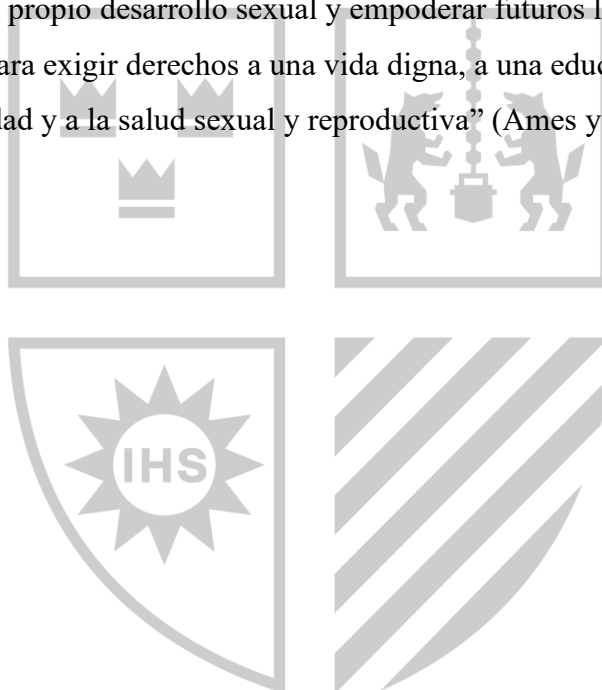 propio desarrollo sexual y empoderar futuros
ara exigir derechos a una vida digna, a una educ
dad y a la salud sexual y reproductiva” (Ames y
IHS